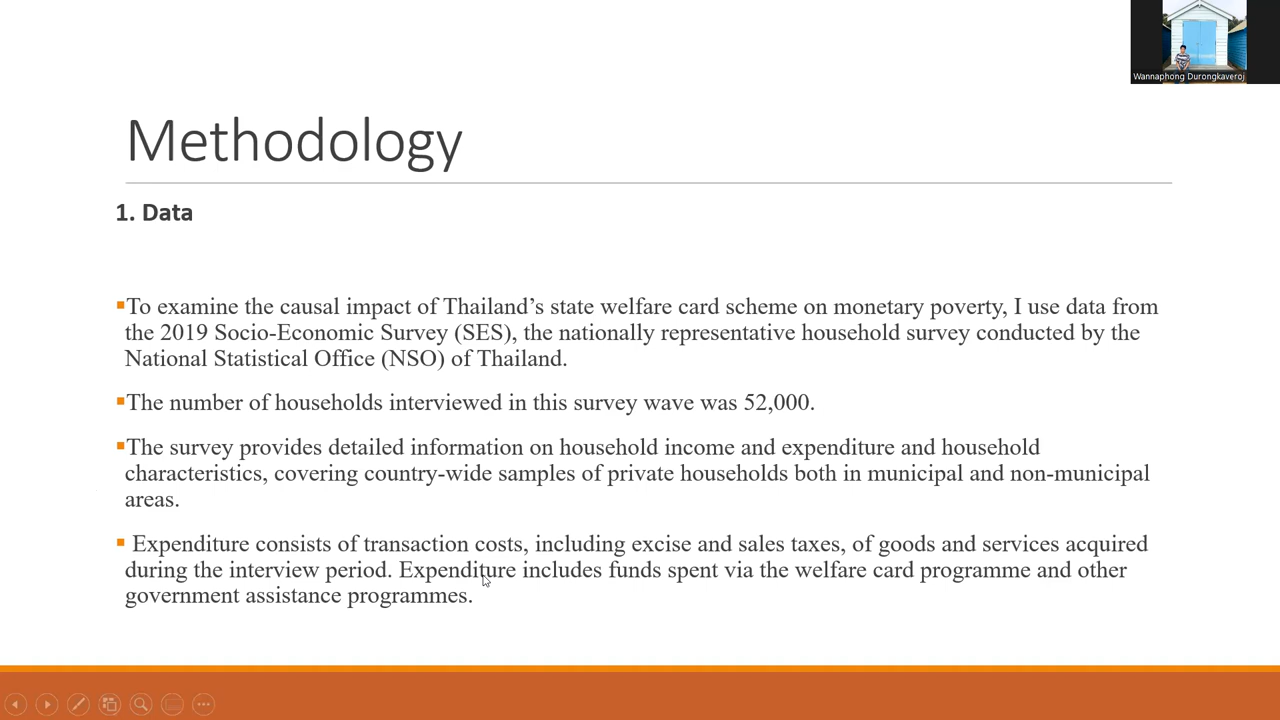 Wannaphong Durongkaveroj
Methodology
1. Data
▪To examine the causal impact of Thailand’s state welfare card scheme on monetary poverty, I use data from
the 2019 Socio-Economic Survey (SES), the nationally representative household survey conducted by the
National Statistical Office (NSO) of Thailand.
▪The number of households interviewed in this survey wave was 52,000.
▪The survey provides detailed information on household income and expenditure and household
characteristics, covering country-wide samples of private households both in municipal and non-municipal
areas.
▪ Expenditure consists of transaction costs, including excise and sales taxes, of goods and services acquired
during the interview period. Expenditure includes funds spent via the welfare card programme and other
government assistance programmes.